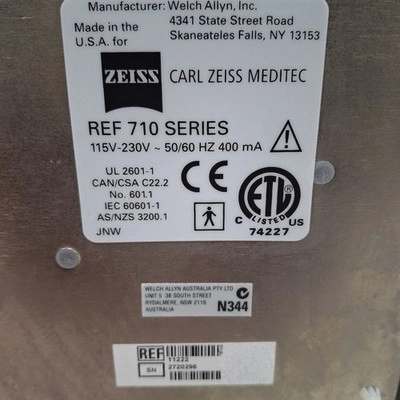 Manufacturer: Welch Allyn, Inc.
4341 State Street Road
Skaneateles Falls, NY 13153
Made in the
U.S.A. for
ZEISS
CARL ZEISS MEDITEC
REF 710 SERIES
115V-230V ~ 50/60 HZ 400 mA
UL 2601-1
CAN/CSA C22.2
No. 601.1
IEC 60601-1
AS/NZS 3200.1
JNW
CE
ETL
C LISTED US
74227
WELCH ALLYN AUSTRALIA PTY LTD
UNIT 5 38 SOUTH STREET
RYDALMERE, NSW 2116
AUSTRALIA
N344
REF
11222
SN
2720296